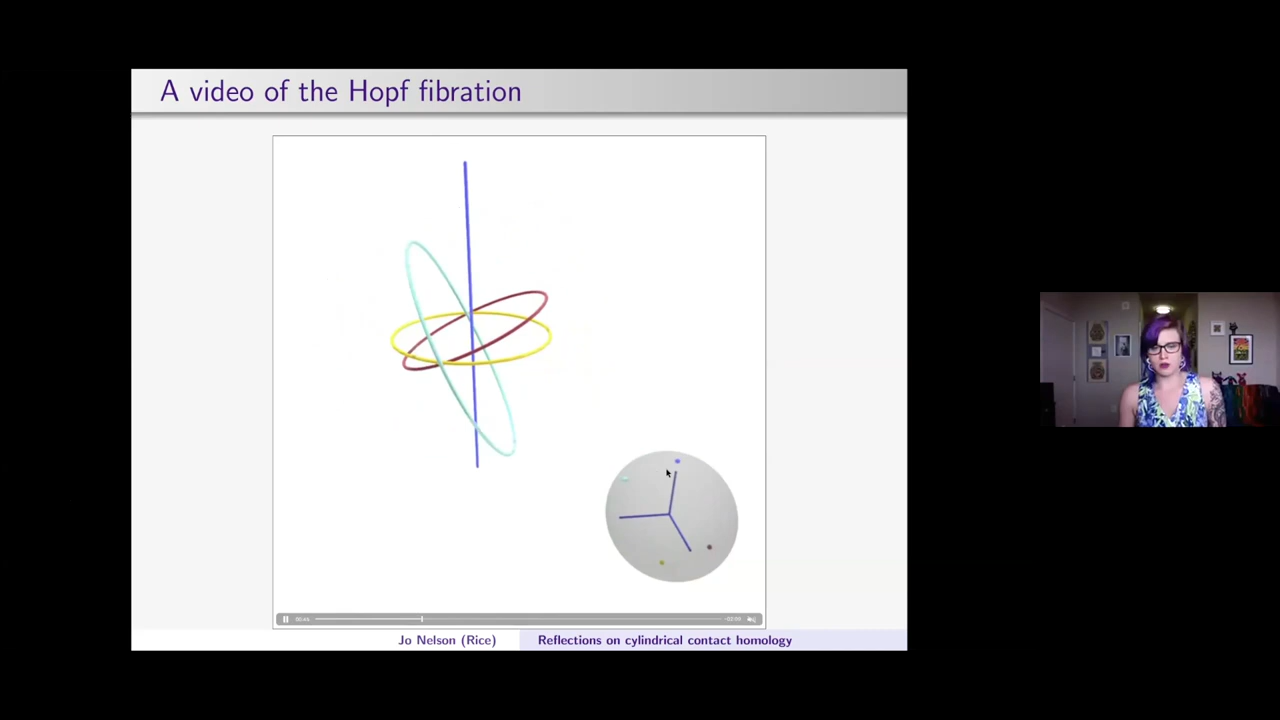 A video of the Hopf fibration
Jo Nelson (Rice)
Reflections on cylindrical contact homology